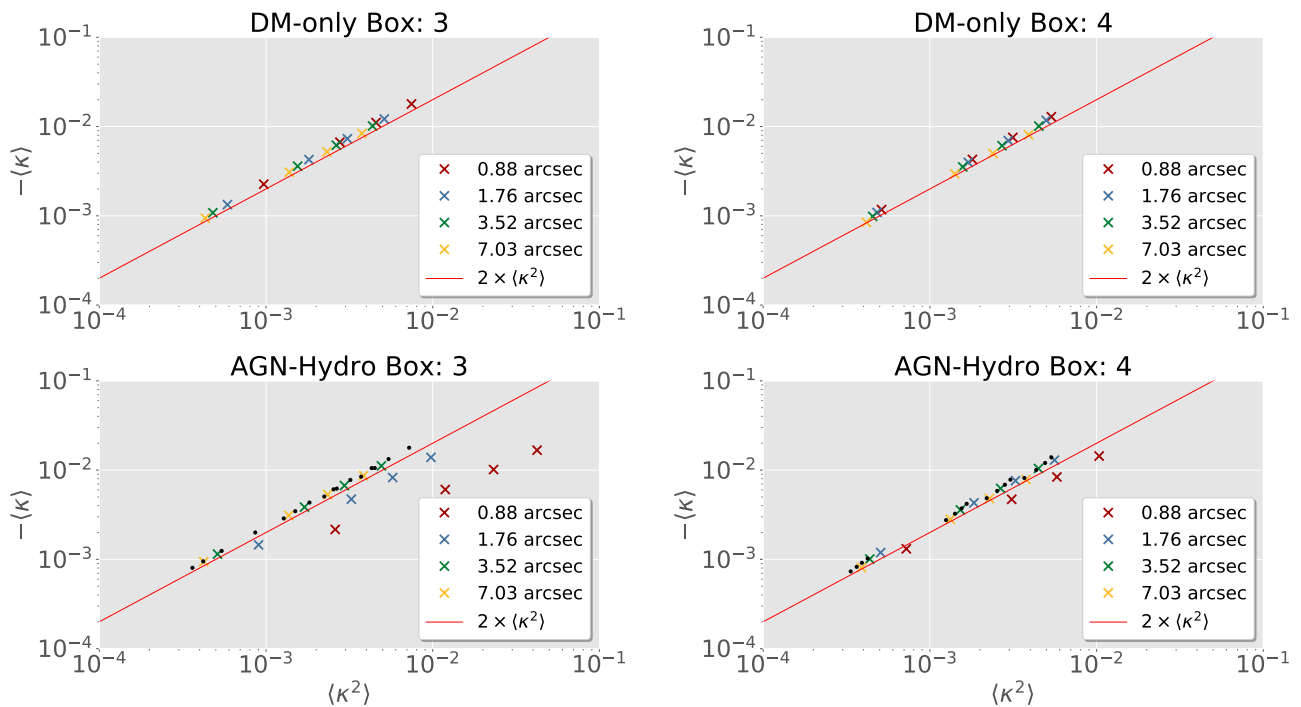 DM-only Box: 3
10⁻¹
10⁻²
10⁻³
10⁻⁴
−⟨κ⟩
0.88 arcsec
1.76 arcsec
3.52 arcsec
7.03 arcsec
2 × ⟨κ²⟩
10⁻⁴ 10⁻³ 10⁻² 10⁻¹
DM-only Box: 4
10⁻¹
10⁻²
10⁻³
10⁻⁴
−⟨κ⟩
0.88 arcsec
1.76 arcsec
3.52 arcsec
7.03 arcsec
2 × ⟨κ²⟩
10⁻⁴ 10⁻³ 10⁻² 10⁻¹
AGN-Hydro Box: 3
10⁻¹
10⁻²
10⁻³
10⁻⁴
−⟨κ⟩
0.88 arcsec
1.76 arcsec
3.52 arcsec
7.03 arcsec
2 × ⟨κ²⟩
10⁻⁴ 10⁻³ 10⁻² 10⁻¹
⟨κ²⟩
AGN-Hydro Box: 4
10⁻¹
10⁻²
10⁻³
10⁻⁴
−⟨κ⟩
0.88 arcsec
1.76 arcsec
3.52 arcsec
7.03 arcsec
2 × ⟨κ²⟩
10⁻⁴ 10⁻³ 10⁻² 10⁻¹
⟨κ²⟩